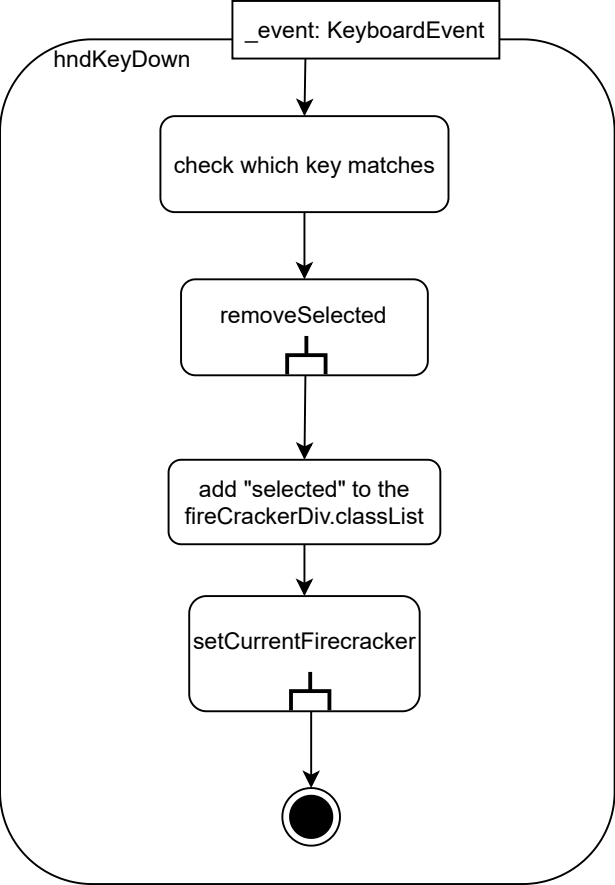 _event: KeyboardEvent
hndKeyDown
check which key matches
removeSelected
add "selected" to the
fireCrackerDiv.classList
setCurrentFirecracker